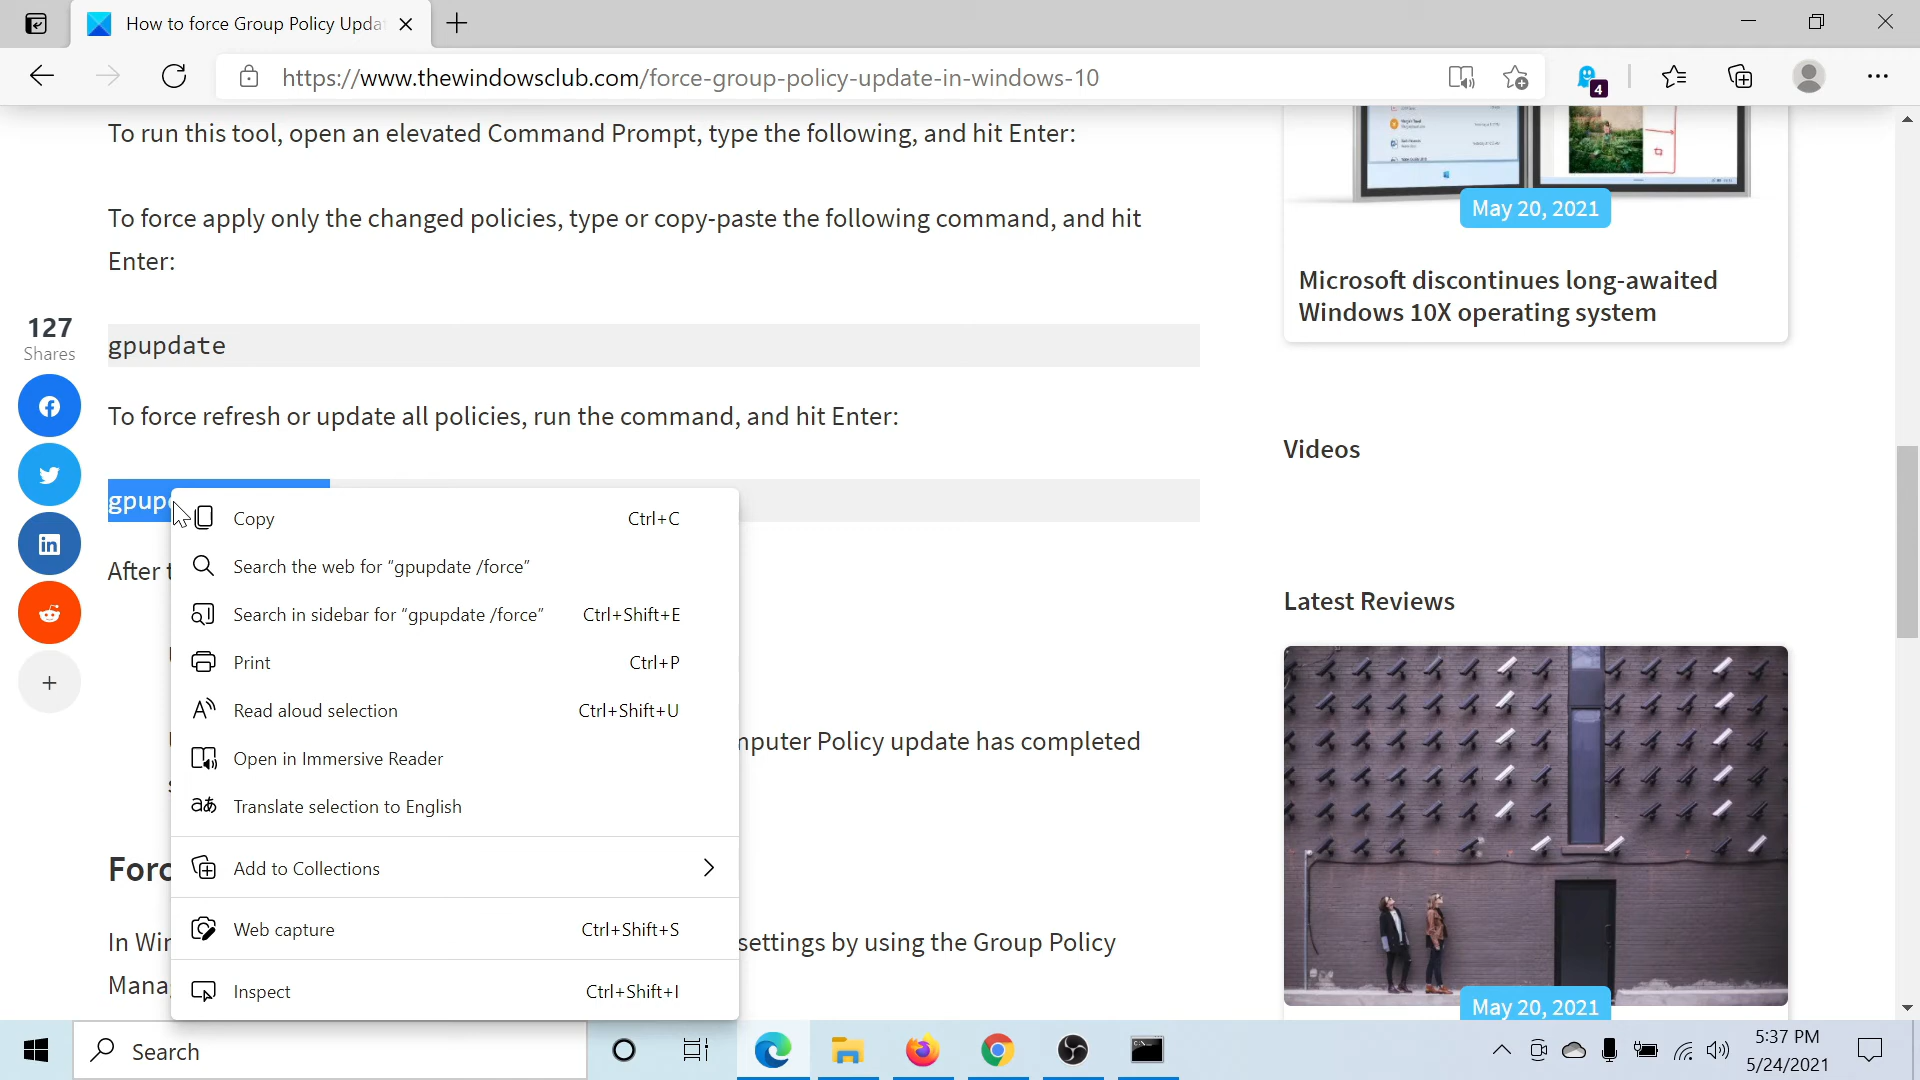 How to force Group Policy Upda
https://www.thewindowsclub.com/force-group-policy-update-in-windows-10
4
To run this tool, open an elevated Command Prompt, type the following, and hit Enter:
To force apply only the changed policies, type or copy-paste the following command, and hit
Enter:
127
Shares
gpupdate
To force refresh or update all policies, run the command, and hit Enter:
gpup
After t
Copy Ctrl+C
Search the web for “gpupdate /force”
Search in sidebar for “gpupdate /force” Ctrl+Shift+E
Print Ctrl+P
Read aloud selection Ctrl+Shift+U
Open in Immersive Reader
Translate selection to English
Add to Collections
Web capture Ctrl+Shift+S
Inspect Ctrl+Shift+I
mputer Policy update has completed
Forc
In Wir
settings by using the Group Policy
Mana
May 20, 2021
Microsoft discontinues long-awaited
Windows 10X operating system
Videos
Latest Reviews
May 20, 2021
Search
5:37 PM
5/24/2021